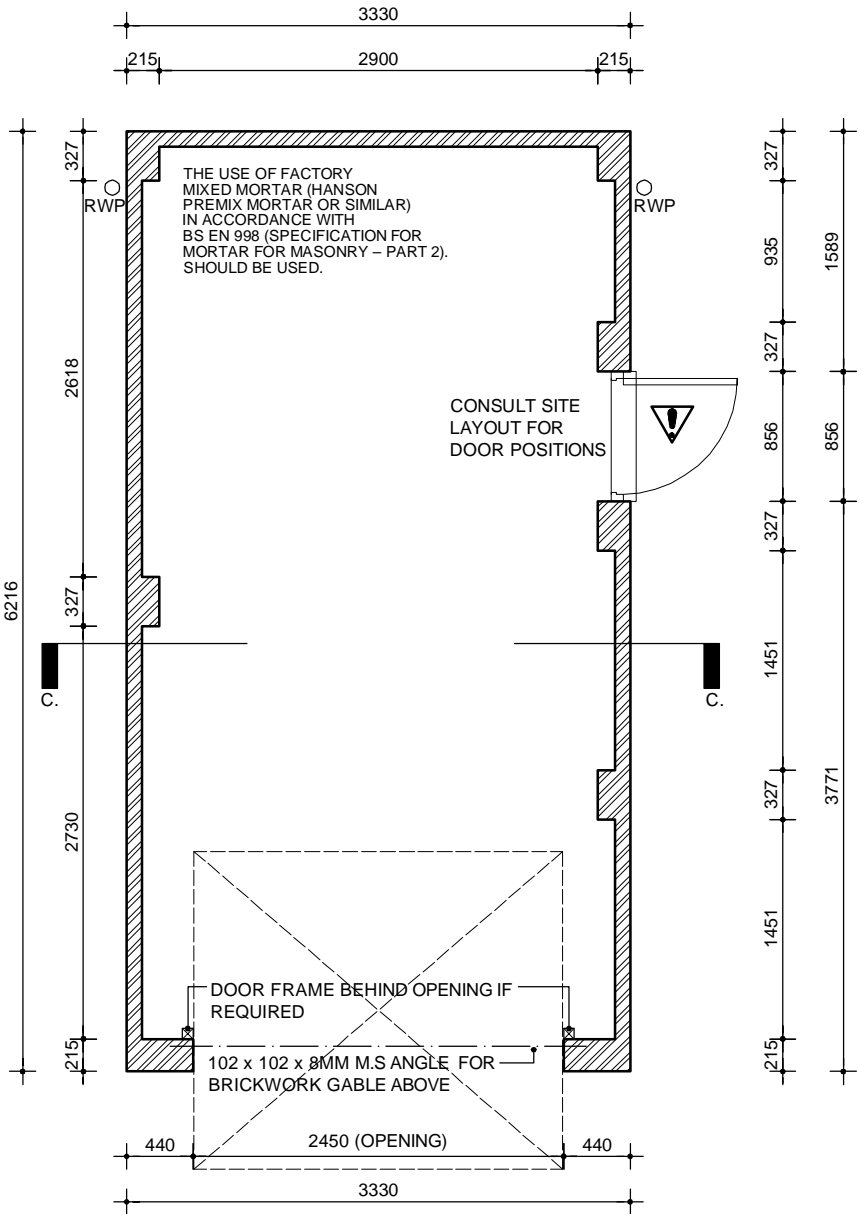 3330
215
2900
215
327
327
THE USE OF FACTORY
MIXED MORTAR (HANSON
PREMIX MORTAR OR SIMILAR)
IN ACCORDANCE WITH
BS EN 998 (SPECIFICATION FOR
MORTAR FOR MASONRY – PART 2).
SHOULD BE USED.
RWP
RWP
935
1589
327
2618
CONSULT SITE
LAYOUT FOR
DOOR POSITIONS
856
856
327
6216
327
C.
C.
1451
327
3771
2730
1451
DOOR FRAME BEHIND OPENING IF
REQUIRED
102 x 102 x 8MM M.S ANGLE FOR
BRICKWORK GABLE ABOVE
215
215
440
2450 (OPENING)
440
3330